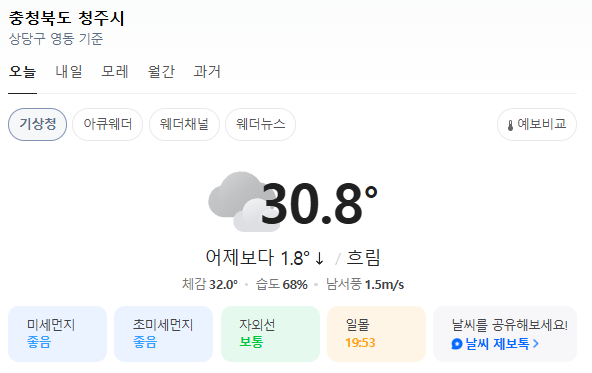 충청북도 청주시
상당구 영동 기준
오늘 내일 모레 월간 과거
기상청 아큐웨더 웨더채널 웨더뉴스 예보비교
30.8°
어제보다 1.8°↓ / 흐림
체감 32.0° • 습도 68% • 남서풍 1.5m/s
미세먼지 초미세먼지 자외선 일몰 날씨를 공유해보세요!
좋음 좋음 보통 19:53 날씨 제보톡 >